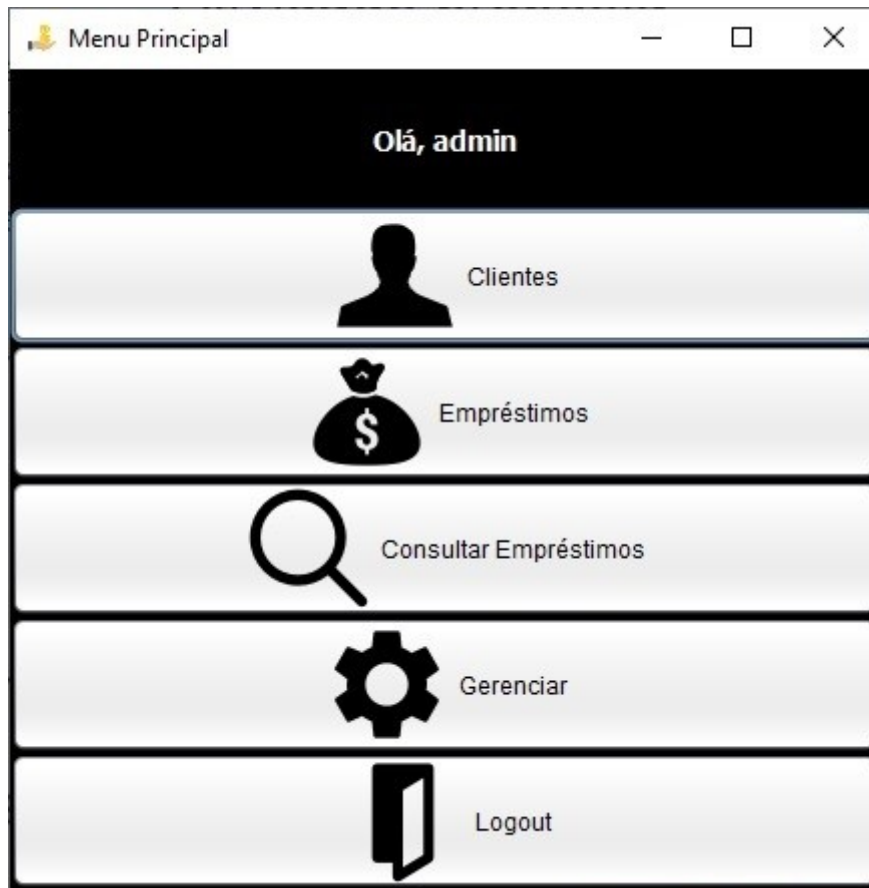 Menu Principal
Olá, admin
Clientes
$ Empréstimos
Consultar Empréstimos
Gerenciar
Logout